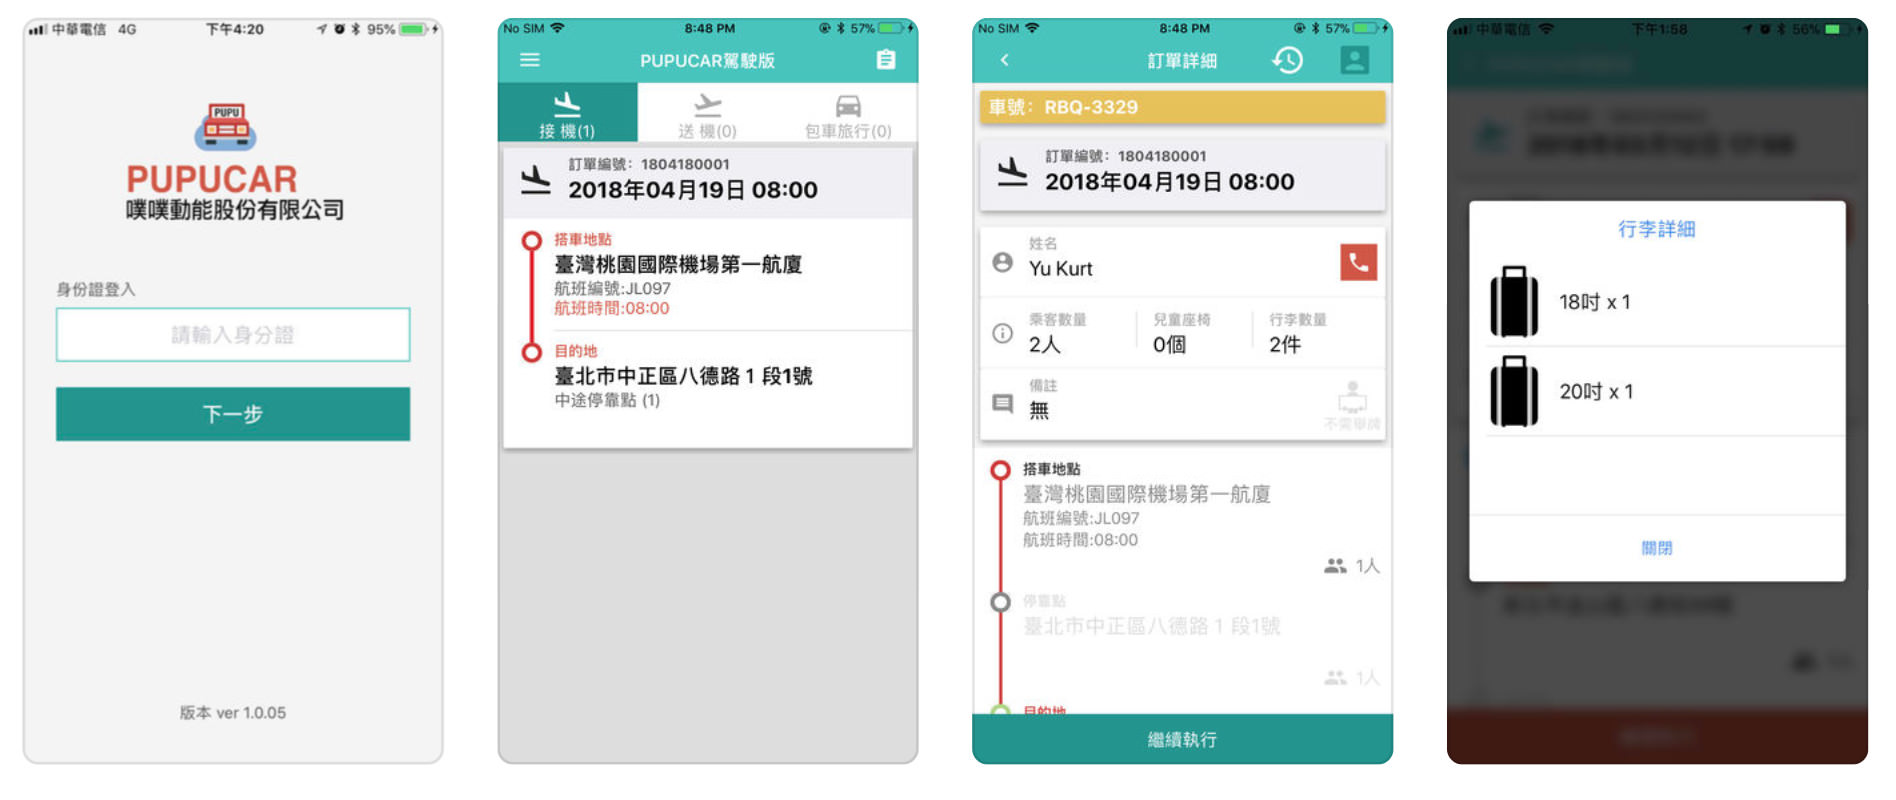 中華電信 4G 下午4:20 95%
PUPU
PUPUCAR
噗噗動能股份有限公司
身份證登入
請輸入身分證
下一步
版本 ver 1.0.05
No SIM 8:48 PM 57%
PUPUCAR駕駛版
接 機(1) 送 機(0) 包車旅行(0)
訂單編號: 1804180001
2018年04月19日 08:00
搭車地點
臺灣桃園國際機場第一航廈
航班編號:JL097
航班時間:08:00
目的地
臺北市中正區八德路 1 段1號
中途停靠點 (1)
No SIM 8:48 PM 57%
訂單詳細
車號: RBQ-3329
訂單編號: 1804180001
2018年04月19日 08:00
姓名
Yu Kurt
乘客數量 兒童座椅 行李數量
2人 0個 2件
備註
無
不需舉牌
搭車地點
臺灣桃園國際機場第一航廈
航班編號:JL097
航班時間:08:00
1人
停靠點
臺北市中正區八德路 1 段1號
1人
目的地
繼續執行
中華電信 下午1:58 56%
行李詳細
18吋 x 1
20吋 x 1
關閉